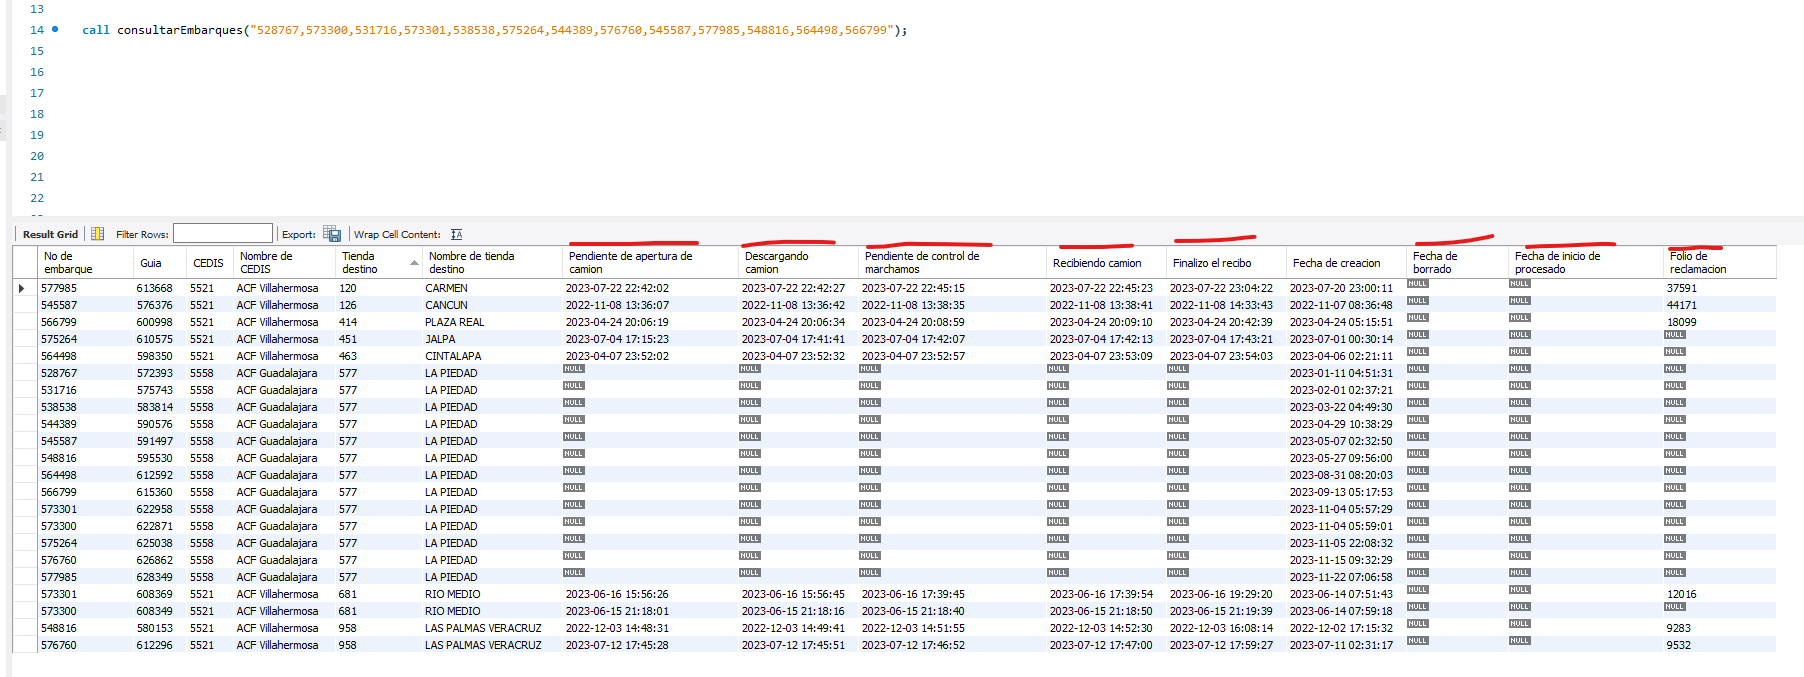 13
14 call consultarEmbarques("528767,573300,531716,573301,538538,575264,544389,576760,545587,577985,548816,564498,566799");
15
16
17
18
19
20
21
22
Result Grid Filter Rows: Export: Wrap Cell Content:
No de embarque Guia CEDIS Nombre de CEDIS Tienda destino Nombre de tienda destino Pendiente de apertura de camion Descargando camion Pendiente de control de marchamos Recibiendo camion Finalizo el recibo Fecha de creacion Fecha de borrado Fecha de inicio de procesado Folio de reclamacion
577985 613668 5521 ACF Villahermosa 120 CARMEN 2023-07-22 22:42:02 2023-07-22 22:42:27 2023-07-22 22:45:15 2023-07-22 22:45:23 2023-07-22 23:04:22 2023-07-20 23:00:11 NULL NULL 37591
545587 576376 5521 ACF Villahermosa 126 CANCUN 2022-11-08 13:36:07 2022-11-08 13:36:42 2022-11-08 13:38:35 2022-11-08 13:38:41 2022-11-08 14:33:43 2022-11-07 08:36:48 NULL NULL 44171
566799 600998 5521 ACF Villahermosa 414 PLAZA REAL 2023-04-24 20:06:19 2023-04-24 20:06:34 2023-04-24 20:08:59 2023-04-24 20:09:10 2023-04-24 20:42:39 2023-04-24 05:15:51 NULL NULL 18099
575264 610575 5521 ACF Villahermosa 451 JALPA 2023-07-04 17:15:23 2023-07-04 17:41:41 2023-07-04 17:42:07 2023-07-04 17:42:13 2023-07-04 17:43:21 2023-07-01 00:30:14 NULL NULL NULL
564498 598350 5521 ACF Villahermosa 463 CINTALAPA 2023-04-07 23:52:02 2023-04-07 23:52:32 2023-04-07 23:52:57 2023-04-07 23:53:09 2023-04-07 23:54:03 2023-04-06 02:21:11 NULL NULL NULL
528767 572393 5558 ACF Guadalajara 577 LA PIEDAD NULL NULL NULL NULL NULL 2023-01-11 04:51:31 NULL NULL NULL
531716 575743 5558 ACF Guadalajara 577 LA PIEDAD NULL NULL NULL NULL NULL 2023-02-01 02:37:21 NULL NULL NULL
538538 583814 5558 ACF Guadalajara 577 LA PIEDAD NULL NULL NULL NULL NULL 2023-03-22 04:49:30 NULL NULL NULL
544389 590576 5558 ACF Guadalajara 577 LA PIEDAD NULL NULL NULL NULL NULL 2023-04-29 10:38:29 NULL NULL NULL
545587 591497 5558 ACF Guadalajara 577 LA PIEDAD NULL NULL NULL NULL NULL 2023-05-07 02:32:50 NULL NULL NULL
548816 595530 5558 ACF Guadalajara 577 LA PIEDAD NULL NULL NULL NULL NULL 2023-05-27 09:56:00 NULL NULL NULL
564498 612592 5558 ACF Guadalajara 577 LA PIEDAD NULL NULL NULL NULL NULL 2023-08-31 08:20:03 NULL NULL NULL
566799 615360 5558 ACF Guadalajara 577 LA PIEDAD NULL NULL NULL NULL NULL 2023-09-13 05:17:53 NULL NULL NULL
573301 622958 5558 ACF Guadalajara 577 LA PIEDAD NULL NULL NULL NULL NULL 2023-11-04 05:57:29 NULL NULL NULL
573300 622871 5558 ACF Guadalajara 577 LA PIEDAD NULL NULL NULL NULL NULL 2023-11-04 05:59:01 NULL NULL NULL
575264 625038 5558 ACF Guadalajara 577 LA PIEDAD NULL NULL NULL NULL NULL 2023-11-05 22:08:32 NULL NULL NULL
576760 626862 5558 ACF Guadalajara 577 LA PIEDAD NULL NULL NULL NULL NULL 2023-11-15 09:32:29 NULL NULL NULL
577985 628349 5558 ACF Guadalajara 577 LA PIEDAD NULL NULL NULL NULL NULL 2023-11-22 07:06:58 NULL NULL NULL
573301 608369 5521 ACF Villahermosa 681 RIO MEDIO 2023-06-16 15:56:26 2023-06-16 15:56:45 2023-06-16 17:39:45 2023-06-16 17:39:54 2023-06-16 19:29:20 2023-06-14 07:51:43 NULL NULL 12016
573300 608349 5521 ACF Villahermosa 681 RIO MEDIO 2023-06-15 21:18:01 2023-06-15 21:18:16 2023-06-15 21:18:40 2023-06-15 21:18:50 2023-06-15 21:19:39 2023-06-14 07:59:18 NULL NULL NULL
548816 580153 5521 ACF Villahermosa 958 LAS PALMAS VERACRUZ 2022-12-03 14:48:31 2022-12-03 14:49:41 2022-12-03 14:51:55 2022-12-03 14:52:30 2022-12-03 16:08:14 2022-12-02 17:15:32 NULL NULL 9283
576760 612296 5521 ACF Villahermosa 958 LAS PALMAS VERACRUZ 2023-07-12 17:45:28 2023-07-12 17:45:51 2023-07-12 17:46:52 2023-07-12 17:47:00 2023-07-12 17:59:27 2023-07-11 02:31:17 NULL NULL 9532